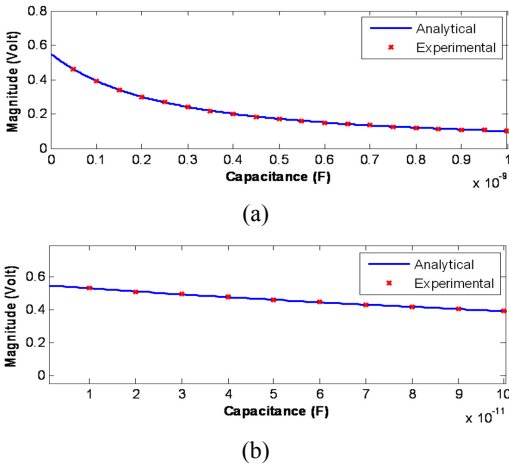 0.8
0.6
0.4
0.2
0
Magnitude (Volt)
Analytical
Experimental
0 0.1 0.2 0.3 0.4 0.5 0.6 0.7 0.8 0.9 1
Capacitance (F)
x 10⁻⁹
(a)
0.6
0.4
0.2
0
Magnitude (Volt)
Analytical
Experimental
1 2 3 4 5 6 7 8 9 10
Capacitance (F)
x 10⁻¹¹
(b)